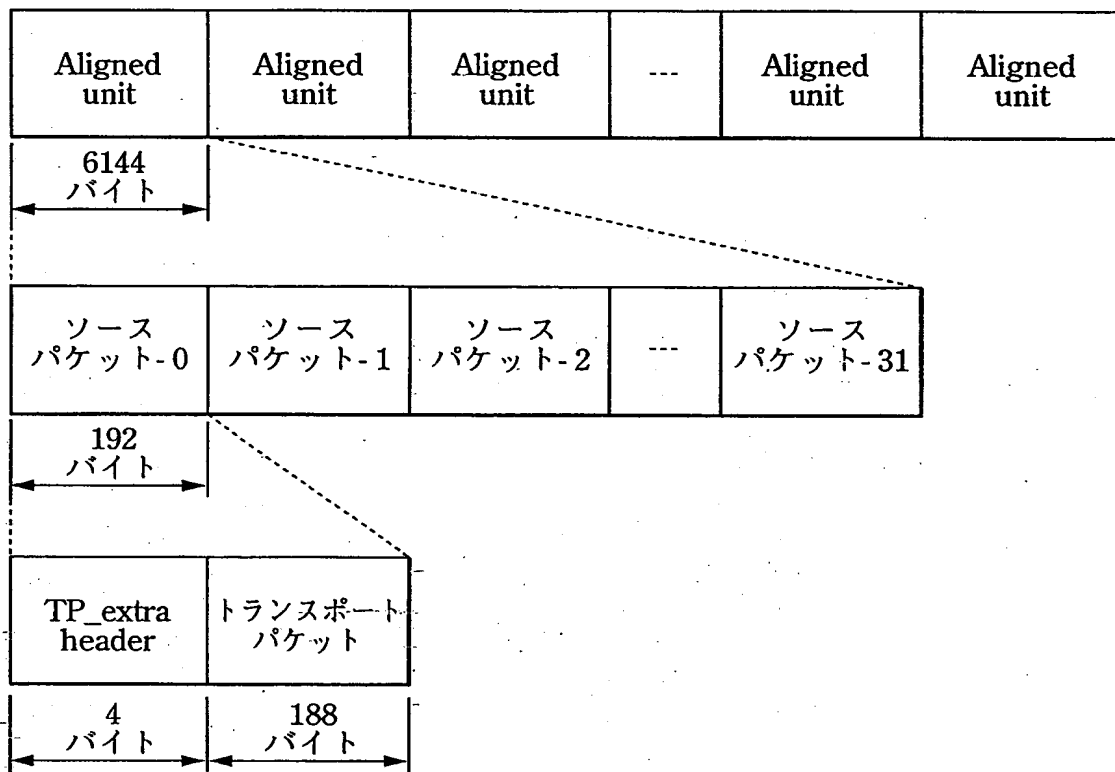 Aligned unit
Aligned unit
Aligned unit
---
Aligned unit
Aligned unit
6144
バイト
ソース
パケット-0
ソース
パケット-1
ソース
パケット-2
---
ソース
パケット-31
192
バイト
TP_extra
header
トランスポート
パケット
4
バイト
188
バイト